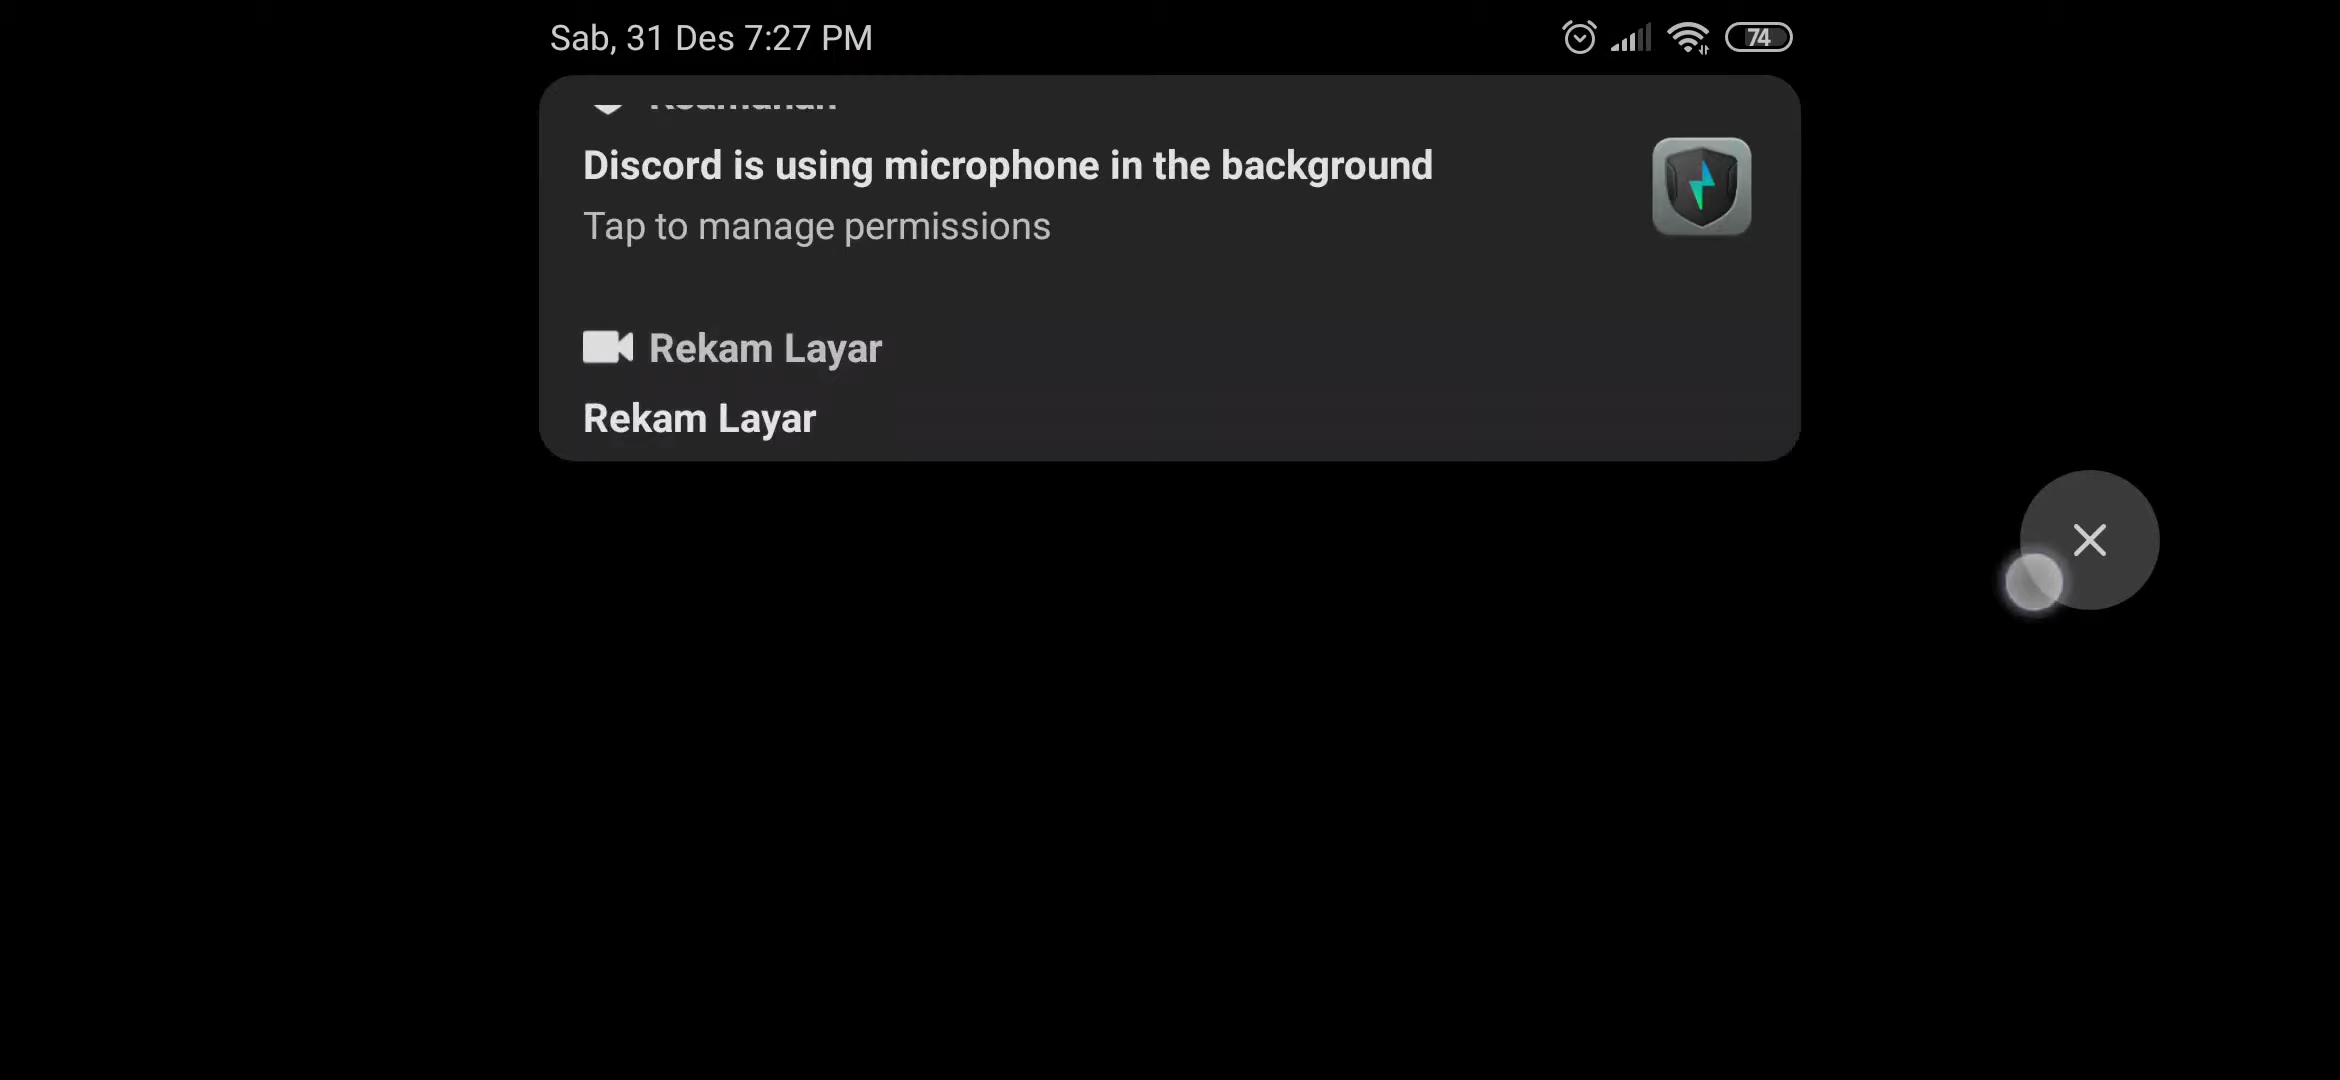 Sab, 31 Des 7:27 PM
74
Discord is using microphone in the background
Tap to manage permissions
Rekam Layar
Rekam Layar